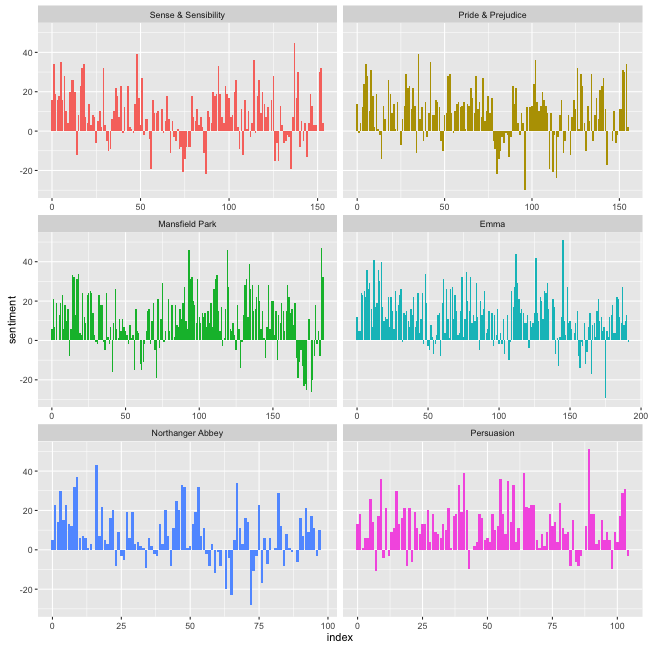 Sense & Sensibility
Pride & Prejudice
40
20
0
-20
0 50 100 150
0 50 100 150
Mansfield Park
Emma
40
20
0
-20
0 50 100 150
0 50 100 150 200
Northanger Abbey
Persuasion
40
20
0
-20
0 25 50 75 100
0 25 50 75 100
sentiment
index